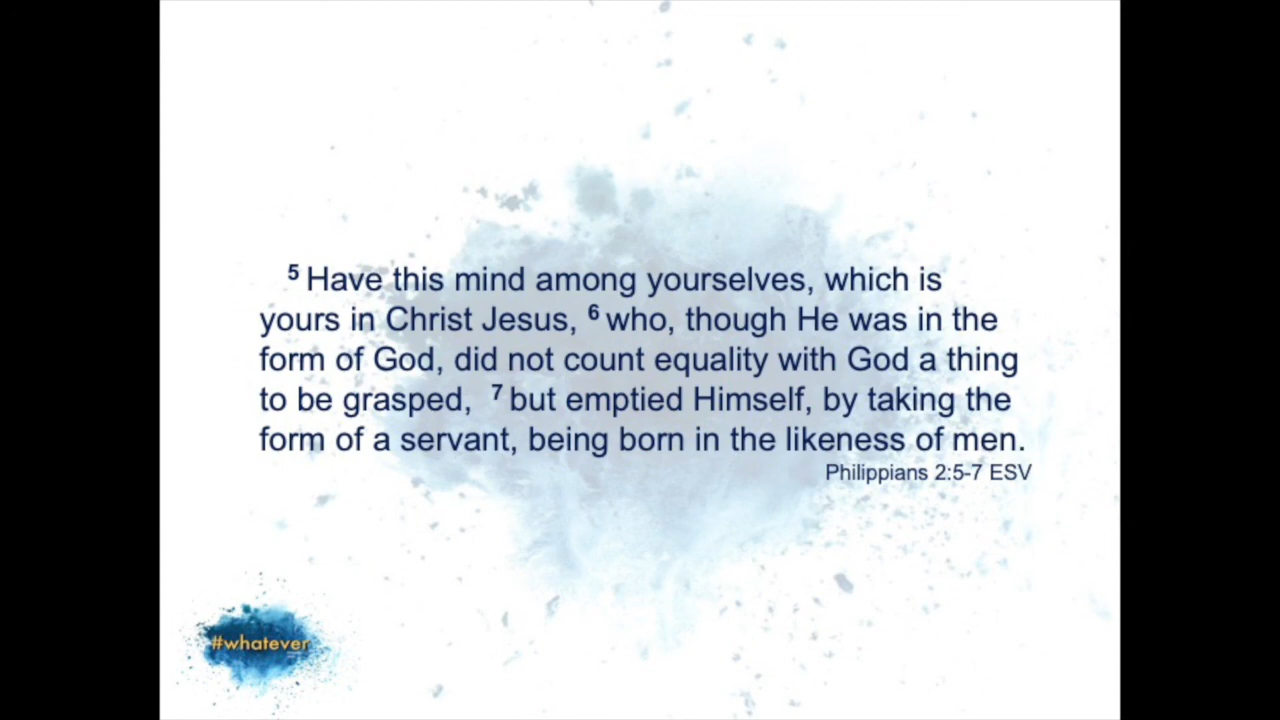 5 Have this mind among yourselves, which is
yours in Christ Jesus, 6 who, though He was in the
form of God, did not count equality with God a thing
to be grasped, 7 but emptied Himself, by taking the
form of a servant, being born in the likeness of men.
Philippians 2:5-7 ESV
#whatever